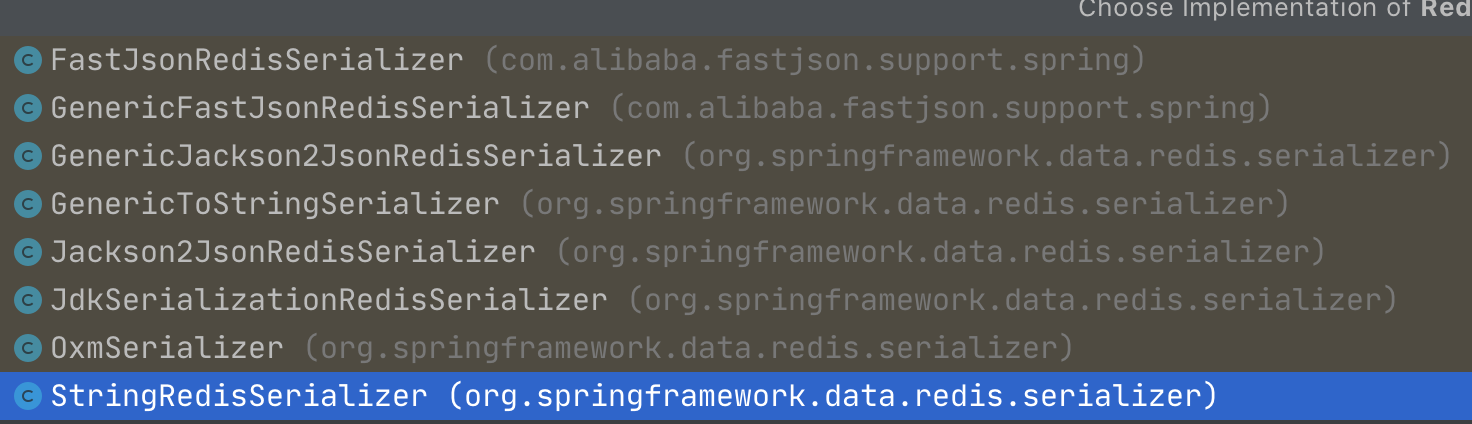 Choose Implementation of Red
FastJsonRedisSerializer (com.alibaba.fastjson.support.spring)
GenericFastJsonRedisSerializer (com.alibaba.fastjson.support.spring)
GenericJackson2JsonRedisSerializer (org.springframework.data.redis.serializer)
GenericToStringSerializer (org.springframework.data.redis.serializer)
Jackson2JsonRedisSerializer (org.springframework.data.redis.serializer)
JdkSerializationRedisSerializer (org.springframework.data.redis.serializer)
OxmSerializer (org.springframework.data.redis.serializer)
StringRedisSerializer (org.springframework.data.redis.serializer)